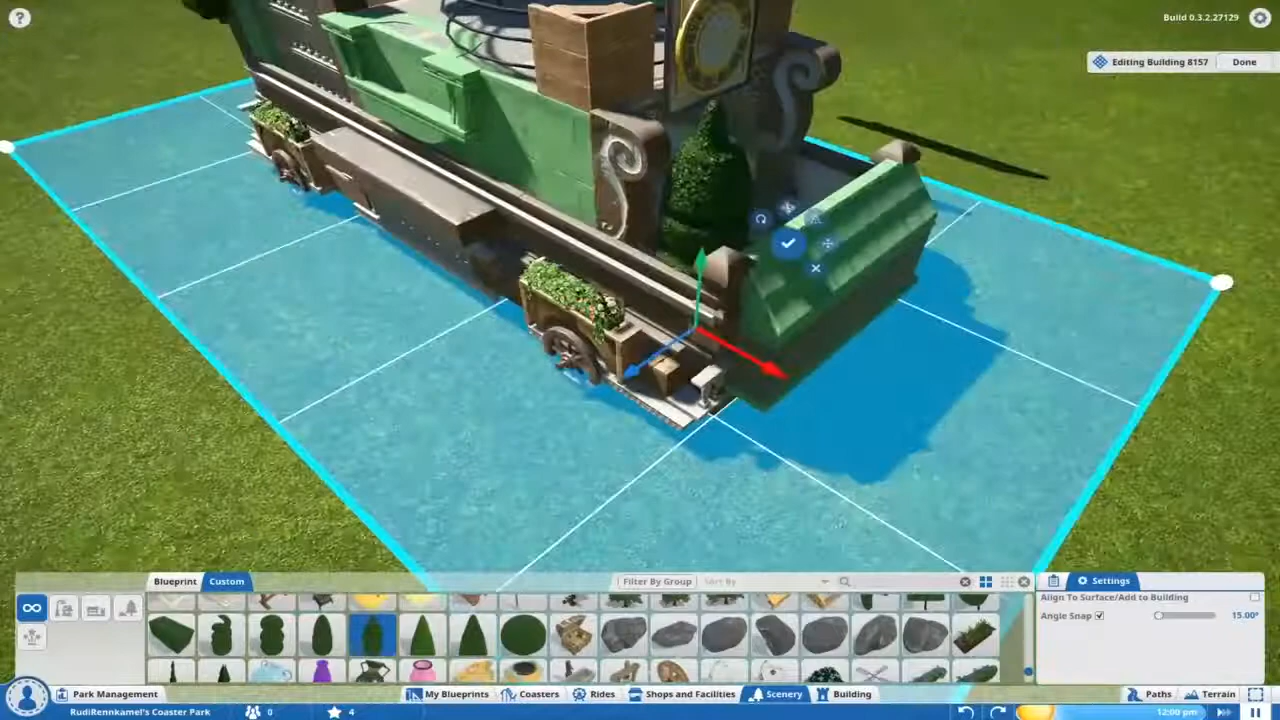 ?
Build 0.3.2.27129
Editing Building 8157
Done
Blueprint
Custom
Filter By Group
Sort By
Settings
Align To Surface/Add to Building
Angle Snap
15.00°
Park Management
My Blueprints
Coasters
Rides
Shops and Facilities
Scenery
Building
Paths
Terrain
RudiRennkamel's Coaster Park
0
4
12:00 pm